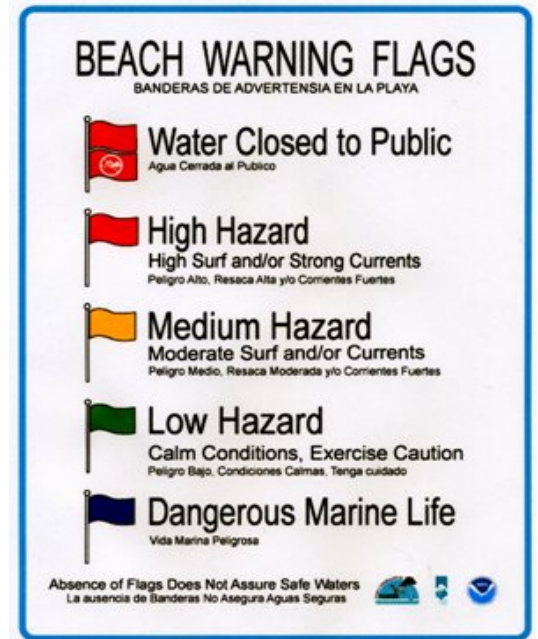 BEACH WARNING FLAGS
BANDERAS DE ADVERTENSIA EN LA PLAYA
Water Closed to Public
Agua Cerrada al Publico
High Hazard
High Surf and/or Strong Currents
Peligro Alto, Resaca Alta y/o Corrientes Fuertes
Medium Hazard
Moderate Surf and/or Currents
Peligro Medio, Resaca Moderada y/o Corrientes Fuertes
Low Hazard
Calm Conditions, Exercise Caution
Peligro Bajo, Condiciones Calmas, Tenga cuidado
Dangerous Marine Life
Vida Marina Peligrosa
Absence of Flags Does Not Assure Safe Waters
La ausencia de Banderas No Asegura Aguas Seguras